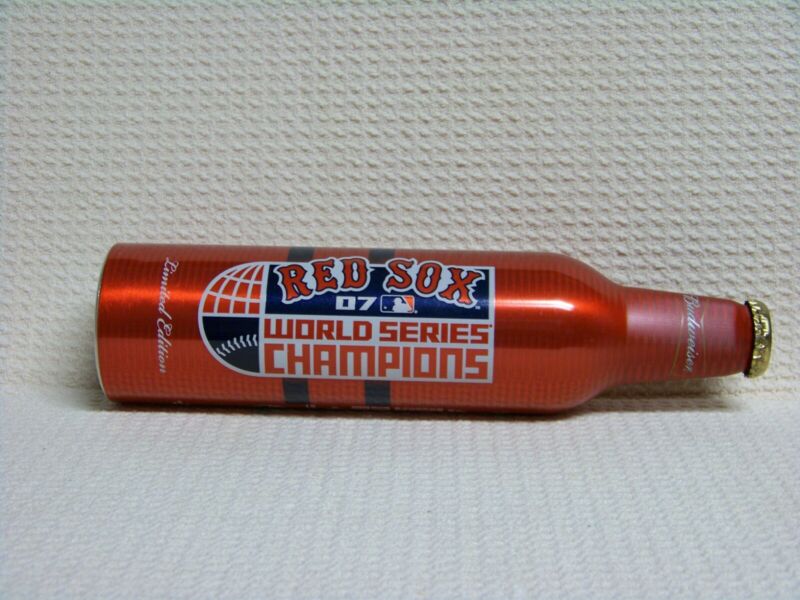 RED SOX
07
WORLD SERIES
CHAMPIONS
Limited Edition
Budweiser